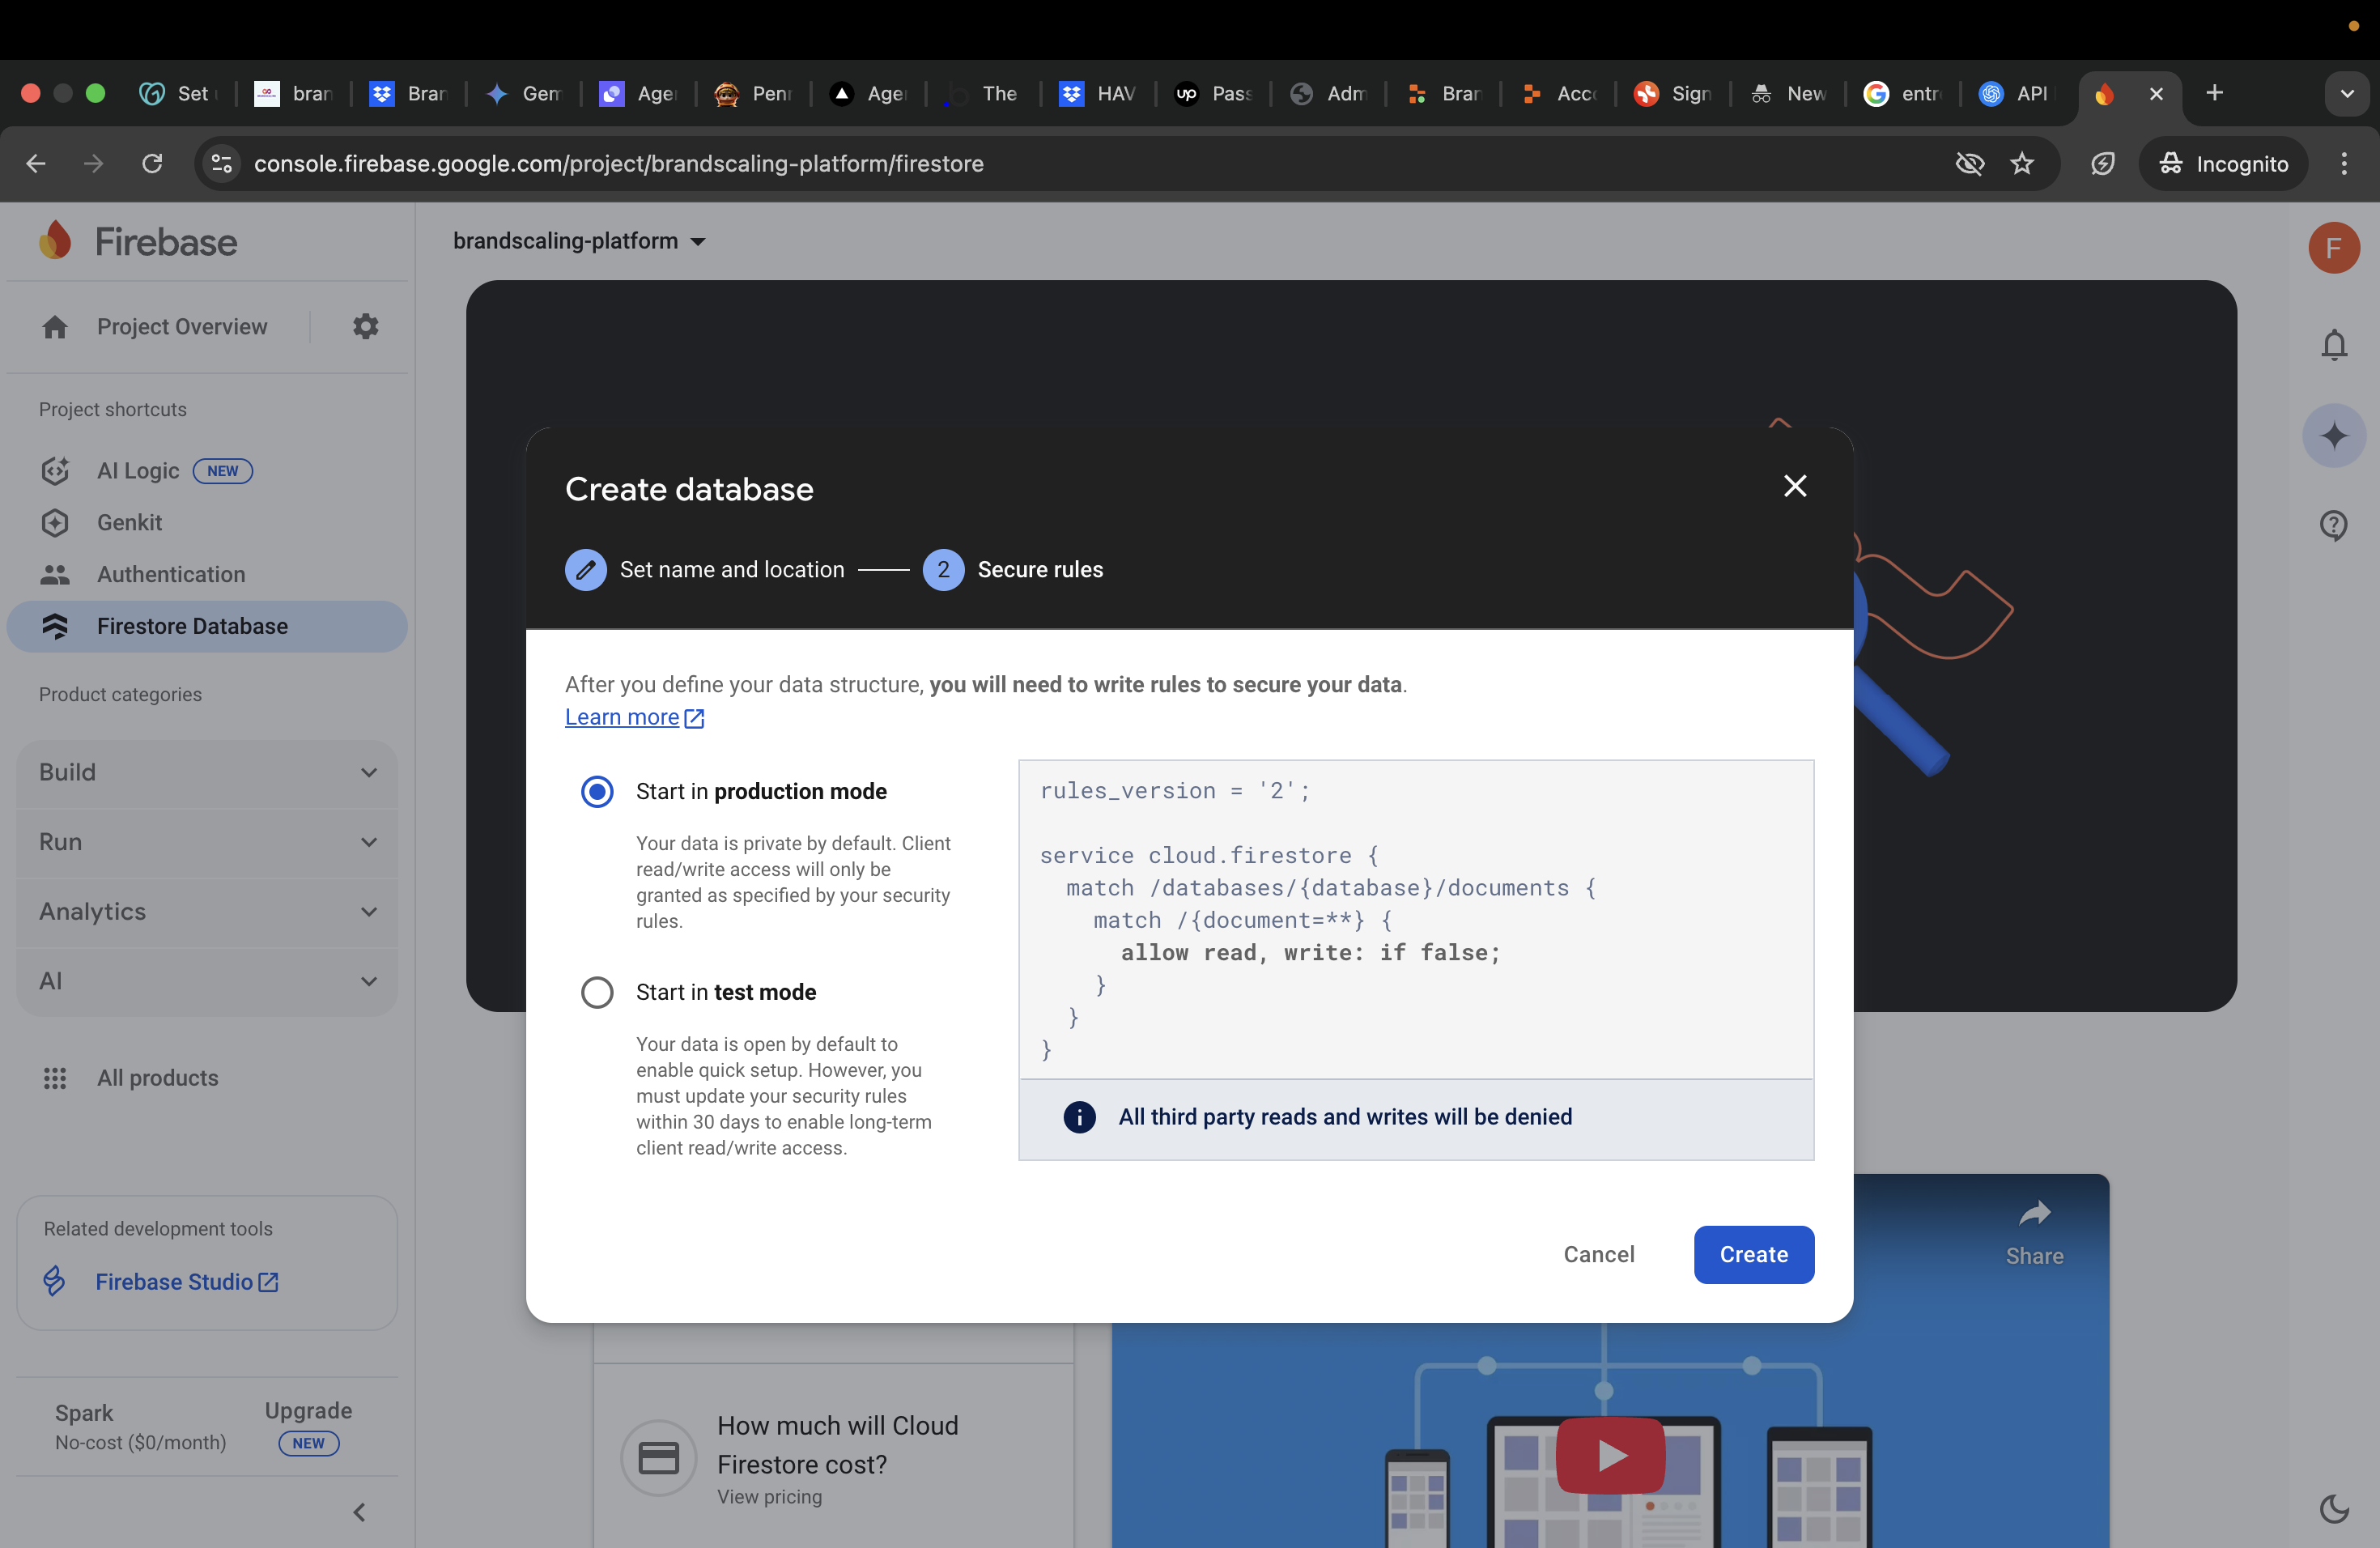 Set
bran
Bran
Gem
Age
Penn
Age
The
HAV
up
Pass
Adm
Bran
Acco
Sign
New
entr
API
console.firebase.google.com/project/brandscaling-platform/firestore
Incognito
Firebase
brandscaling-platform
F
Project Overview
Project shortcuts
AI Logic NEW
Genkit
Authentication
Firestore Database
Product categories
Build
Run
Analytics
AI
All products
Related development tools
Firebase Studio
Spark
No-cost ($0/month)
Upgrade
NEW
Create database
Set name and location
2 Secure rules
After you define your data structure, you will need to write rules to secure your data.
Learn more
Start in production mode
Your data is private by default. Client
read/write access will only be
granted as specified by your security
rules.
Start in test mode
Your data is open by default to
enable quick setup. However, you
must update your security rules
within 30 days to enable long-term
client read/write access.
rules_version = '2';
service cloud.firestore {
match /databases/{database}/documents {
match /{document=**} {
allow read, write: if false;
}
}
}
All third party reads and writes will be denied
Cancel
Create
Share
How much will Cloud
Firestore cost?
View pricing